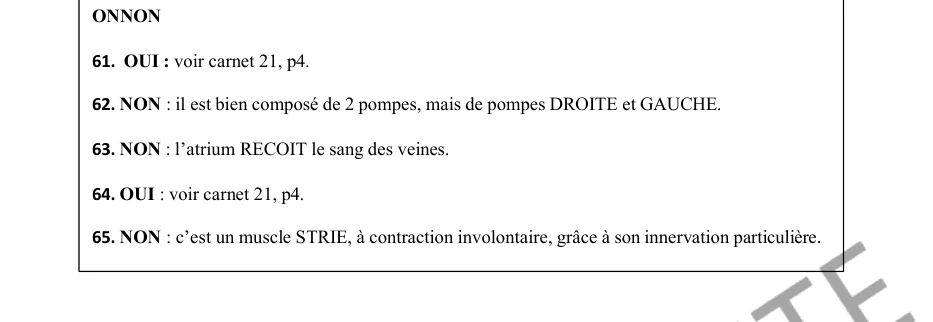 ONNON
61. OUI : voir carnet 21, p4.
62. NON : il est bien composé de 2 pompes, mais de pompes DROITE et GAUCHE.
63. NON : l’atrium RECOIT le sang des veines.
64. OUI : voir carnet 21, p4.
65. NON : c’est un muscle STRIE, à contraction involontaire, grâce à son innervation particulière.
TE